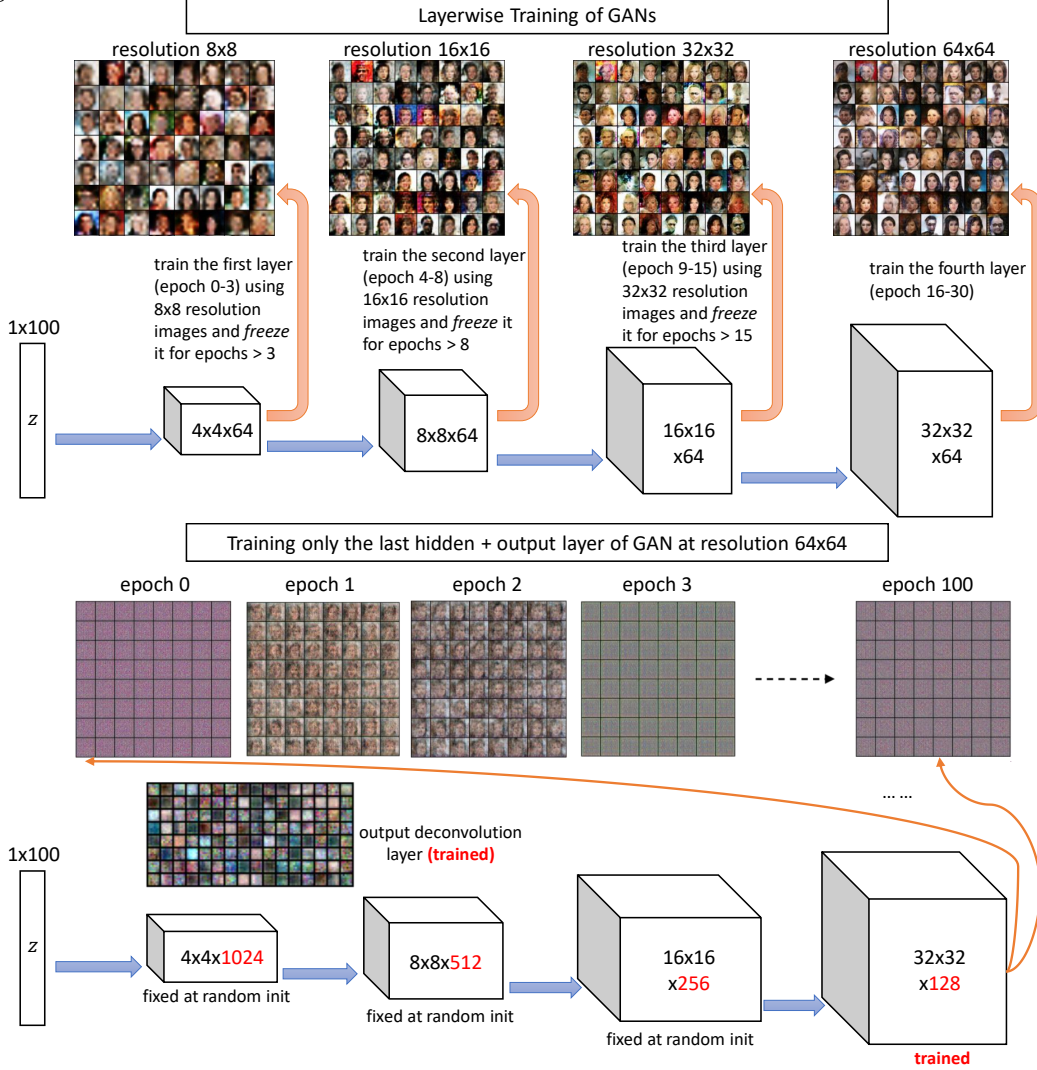 Layerwise Training of GANs
resolution 8x8
resolution 16x16
resolution 32x32
resolution 64x64
train the first layer
(epoch 0-3) using
8x8 resolution
images and freeze
it for epochs > 3
train the second layer
(epoch 4-8) using
16x16 resolution
images and freeze it
for epochs > 8
train the third layer
(epoch 9-15) using
32x32 resolution
images and freeze
it for epochs > 15
train the fourth layer
(epoch 16-30)
1x100
z
4x4x64
8x8x64
16x16
x64
32x32
x64
Training only the last hidden + output layer of GAN at resolution 64x64
epoch 0
epoch 1
epoch 2
epoch 3
epoch 100
... ...
output deconvolution
layer (trained)
1x100
z
4x4x1024
fixed at random init
8x8x512
fixed at random init
16x16
x256
fixed at random init
32x32
x128
trained